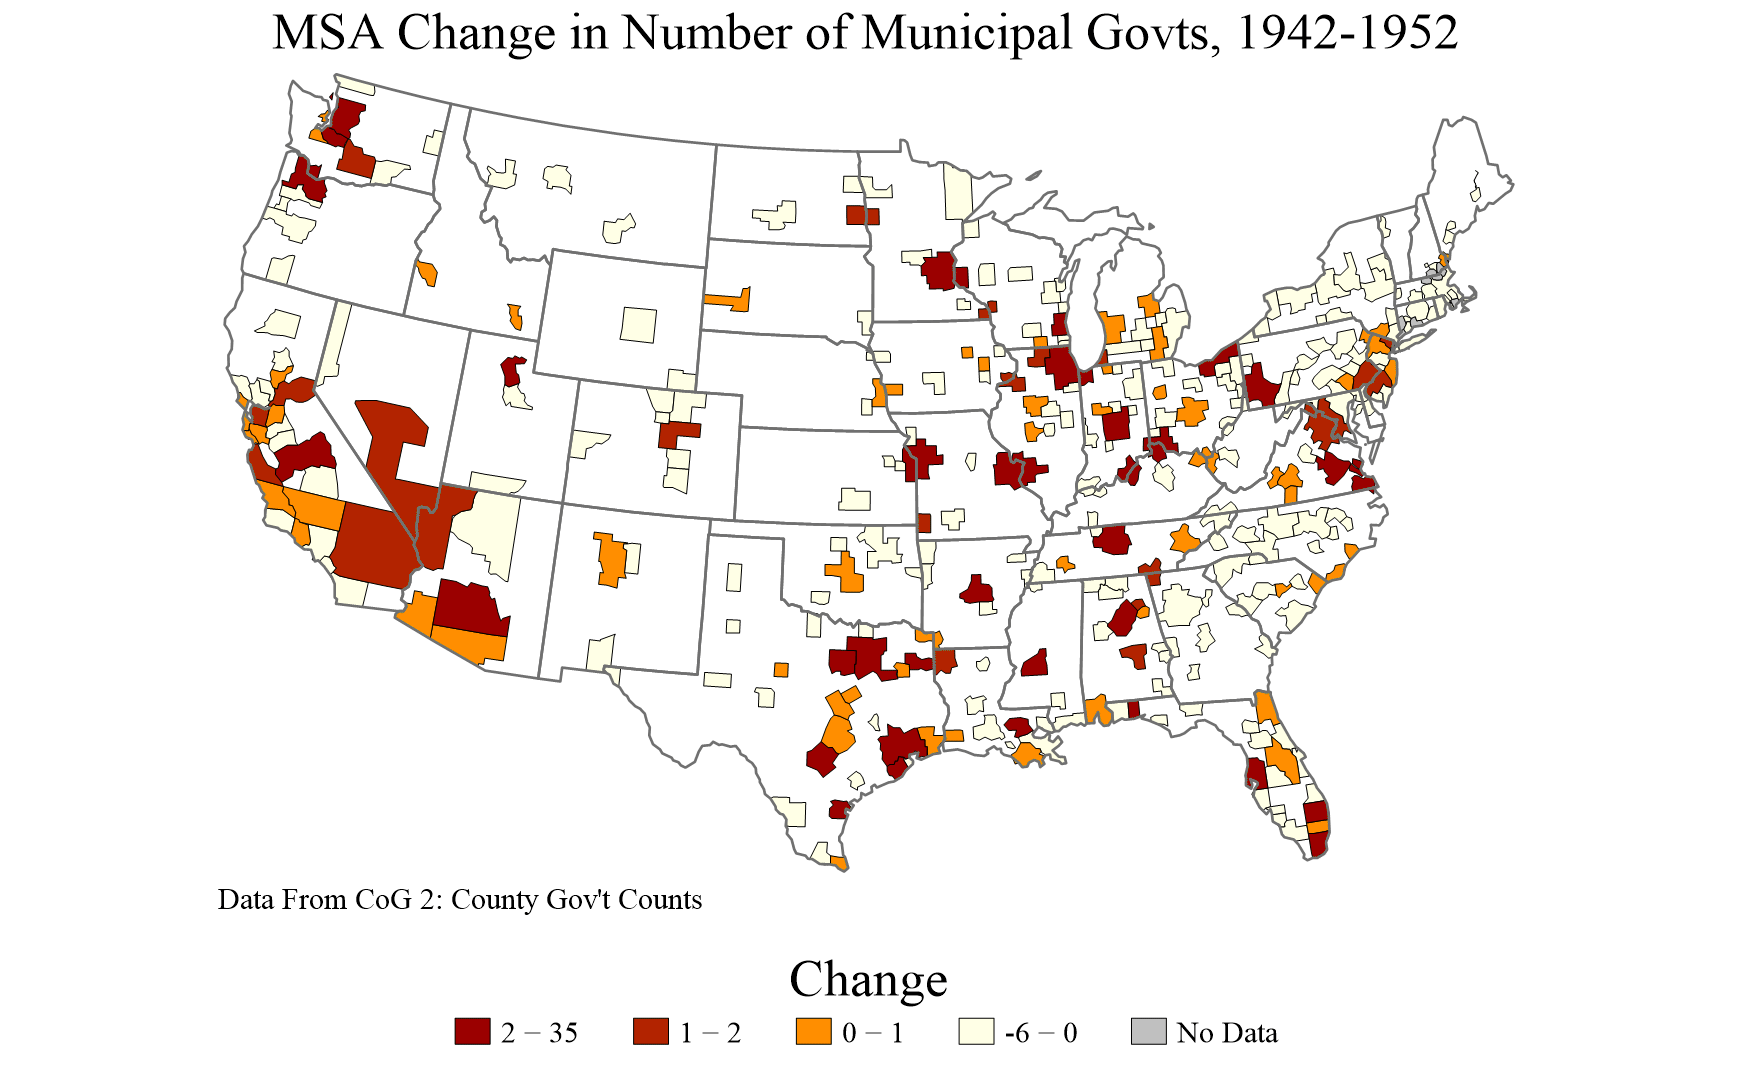 MSA Change in Number of Municipal Govts, 1942-1952
Data From CoG 2: County Gov't Counts
Change
2 – 35
1 – 2
0 – 1
-6 – 0
No Data